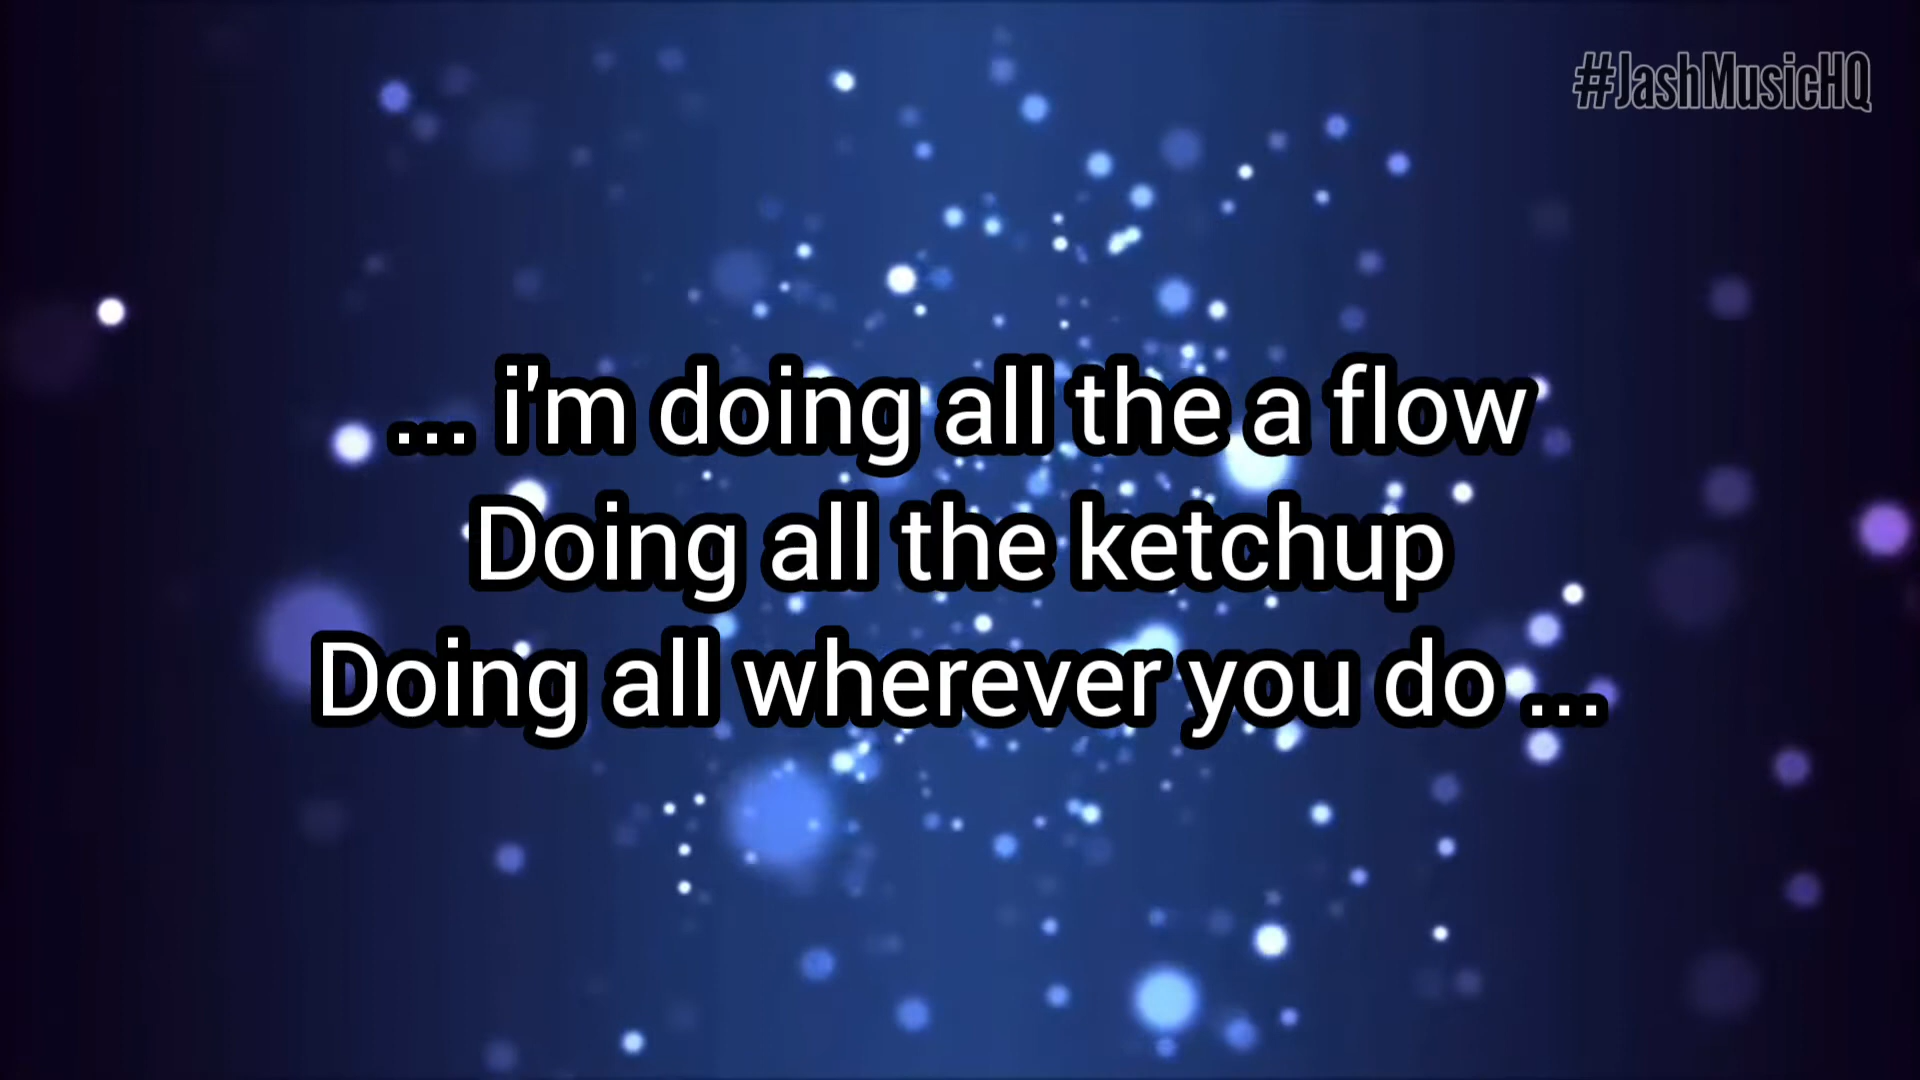 #JashMusicHQ
... i'm doing all the a flow
Doing all the ketchup
Doing all wherever you do ...